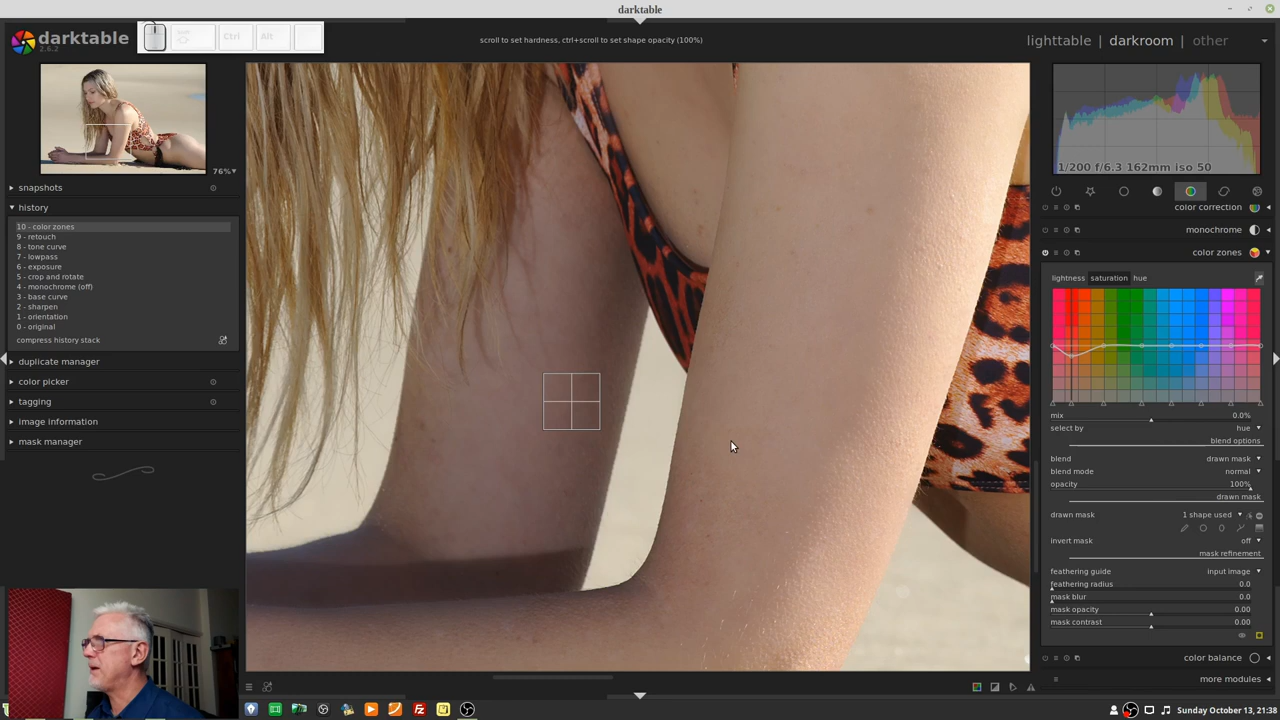 darktable
darktable
2.6.2
Ctrl
Alt
scroll to set hardness, ctrl+scroll to set shape opacity (100%)
lighttable | darkroom | other
76%
1/200 f/6.3 162mm iso 50
snapshots
history
10 - color zones
9 - retouch
8 - tone curve
7 - lowpass
6 - exposure
5 - crop and rotate
4 - monochrome (off)
3 - base curve
2 - sharpen
1 - orientation
0 - original
compress history stack
duplicate manager
color picker
tagging
image information
mask manager
color correction
monochrome
color zones
lightness saturation hue
mix 0.0%
select by hue
blend options
blend drawn mask
blend mode normal
opacity 100%
drawn mask
drawn mask 1 shape used
invert mask off
mask refinement
feathering guide input image
feathering radius 0.0
mask blur 0.0
mask opacity 0.00
mask contrast 0.00
color balance
more modules
Sunday October 13, 21:38